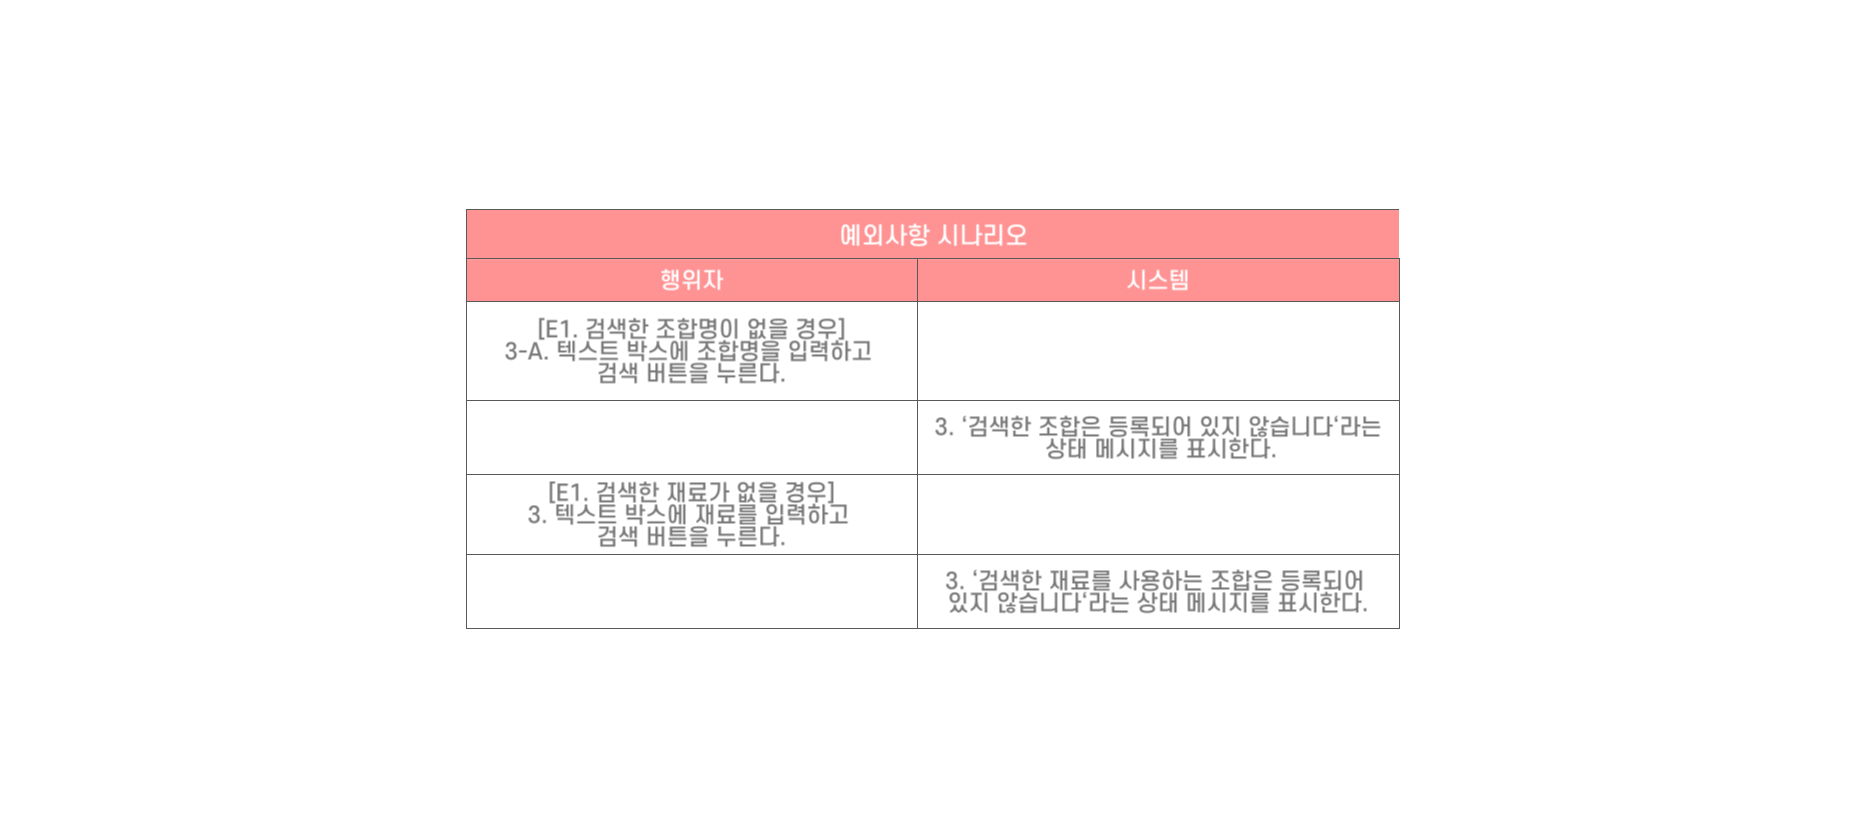 예외사항 시나리오
행위자
시스템
[E1. 검색한 조합명이 없을 경우]
3-A. 텍스트 박스에 조합명을 입력하고
검색 버튼을 누른다.
3. ‘검색한 조합은 등록되어 있지 않습니다‘라는
상태 메시지를 표시한다.
[E1. 검색한 재료가 없을 경우]
3. 텍스트 박스에 재료를 입력하고
검색 버튼을 누른다.
3. ‘검색한 재료를 사용하는 조합은 등록되어
있지 않습니다‘라는 상태 메시지를 표시한다.